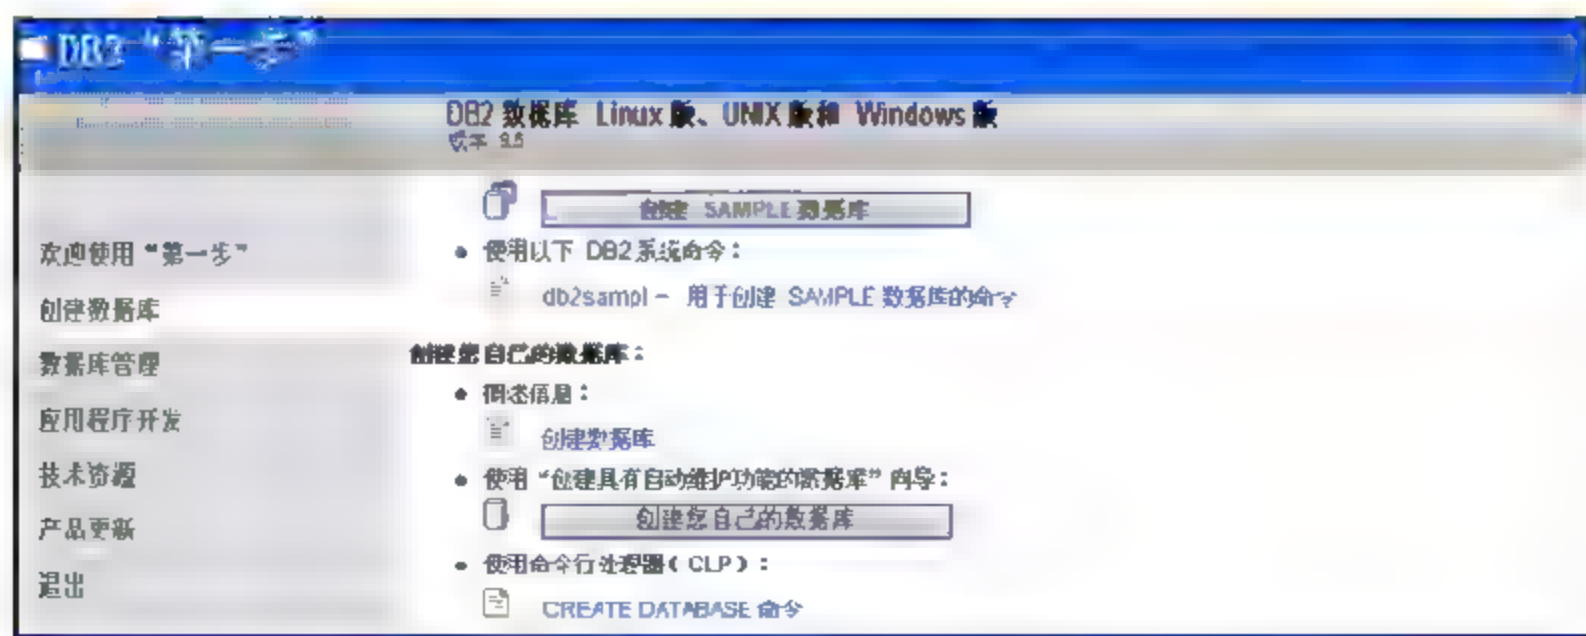 DB2 “第一步”
DB2 数据库 Linux 版、UNIX 版和 Windows 版
版本 9.5
创建 SAMPLE 数据库
欢迎使用 “第一步”
• 使用以下 DB2 系统命令：
db2sampl – 用于创建 SAMPLE 数据库的命令
创建数据库
创建您自己的数据库：
数据库管理
• 概述信息：
应用程序开发
创建数据库
技术资源
• 使用 “创建具有自动维护功能的数据库” 向导：
产品更新
创建您自己的数据库
• 使用命令行处理器（CLP）：
退出
CREATE DATABASE 命令